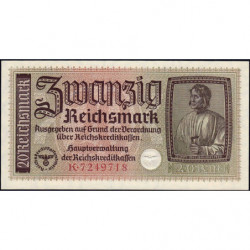 Zwanzig
Reichsmark
Ausgegeben auf Grund der Verordnung
über Reichskreditkassen
Hauptverwaltung
der Reichskreditkassen
K·7249718
20 Reichsmark